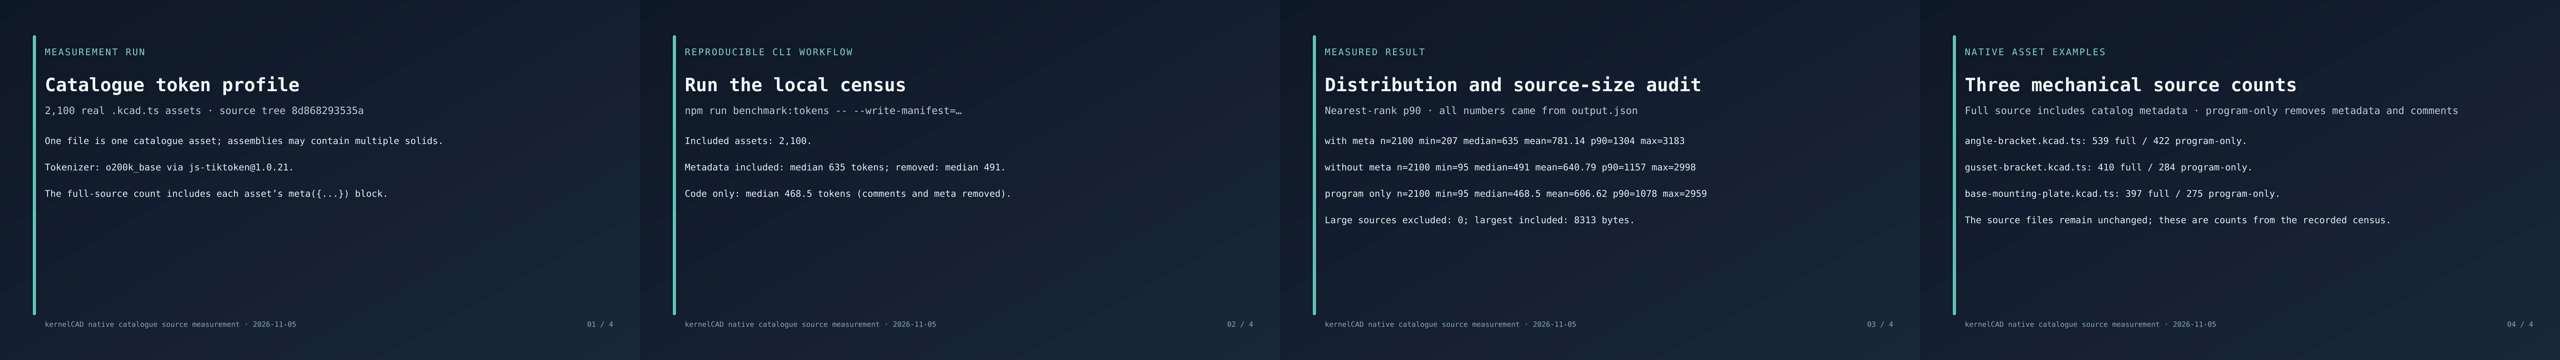 MEASUREMENT RUN
Catalogue token profile
2,100 real .kcad.ts assets · source tree 8d868293535a
One file is one catalogue asset; assemblies may contain multiple solids.
Tokenizer: o200k_base via js-tiktoken@1.0.21.
The full-source count includes each asset’s meta({...}) block.
kernelCAD native catalogue source measurement · 2026-11-05
01 / 4
REPRODUCIBLE CLI WORKFLOW
Run the local census
npm run benchmark:tokens -- --write-manifest=…
Included assets: 2,100.
Metadata included: median 635 tokens; removed: median 491.
Code only: median 468.5 tokens (comments and meta removed).
kernelCAD native catalogue source measurement · 2026-11-05
02 / 4
MEASURED RESULT
Distribution and source-size audit
Nearest-rank p90 · all numbers came from output.json
with meta n=2100 min=207 median=635 mean=781.14 p90=1304 max=3183
without meta n=2100 min=95 median=491 mean=640.79 p90=1157 max=2998
program only n=2100 min=95 median=468.5 mean=606.62 p90=1078 max=2959
Large sources excluded: 0; largest included: 8313 bytes.
kernelCAD native catalogue source measurement · 2026-11-05
03 / 4
NATIVE ASSET EXAMPLES
Three mechanical source counts
Full source includes catalog metadata · program-only removes metadata and comments
angle-bracket.kcad.ts: 539 full / 422 program-only.
gusset-bracket.kcad.ts: 410 full / 284 program-only.
base-mounting-plate.kcad.ts: 397 full / 275 program-only.
The source files remain unchanged; these are counts from the recorded census.
kernelCAD native catalogue source measurement · 2026-11-05
04 / 4